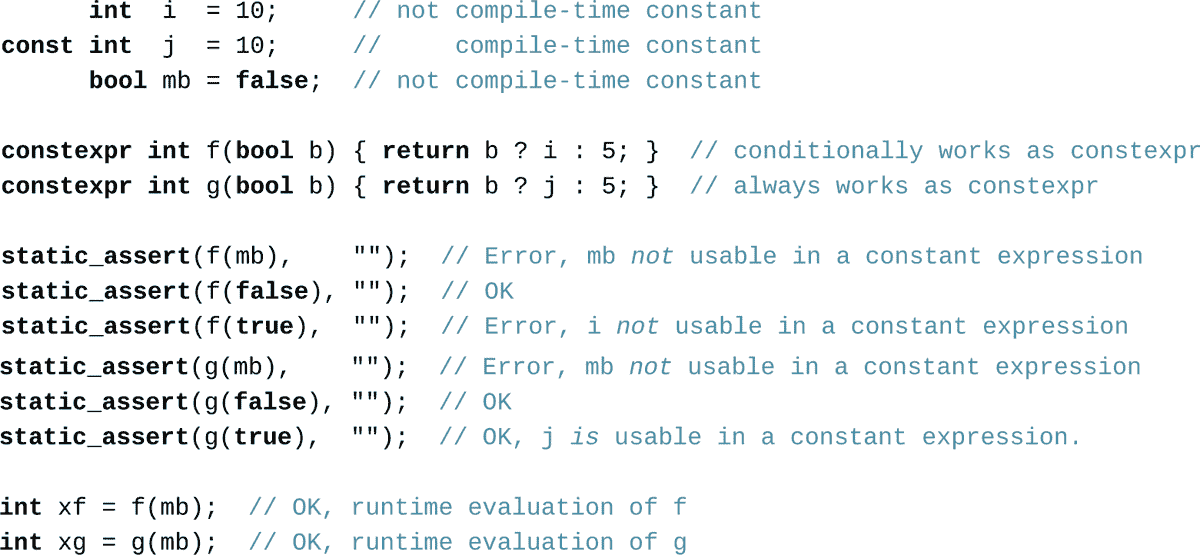 int  i  = 10;     // not compile-time constant
const int  j  = 10;     //     compile-time constant
      bool mb = false;  // not compile-time constant

constexpr int f(bool b) { return b ? i : 5; }  // conditionally works as constexpr
constexpr int g(bool b) { return b ? j : 5; }  // always works as constexpr

static_assert(f(mb),    "");  // Error, mb not usable in a constant expression
static_assert(f(false), "");  // OK
static_assert(f(true),  "");  // Error, i not usable in a constant expression
static_assert(g(mb),    "");  // Error, mb not usable in a constant expression
static_assert(g(false), "");  // OK
static_assert(g(true),  "");  // OK, j is usable in a constant expression.

int xf = f(mb);  // OK, runtime evaluation of f
int xg = g(mb);  // OK, runtime evaluation of g